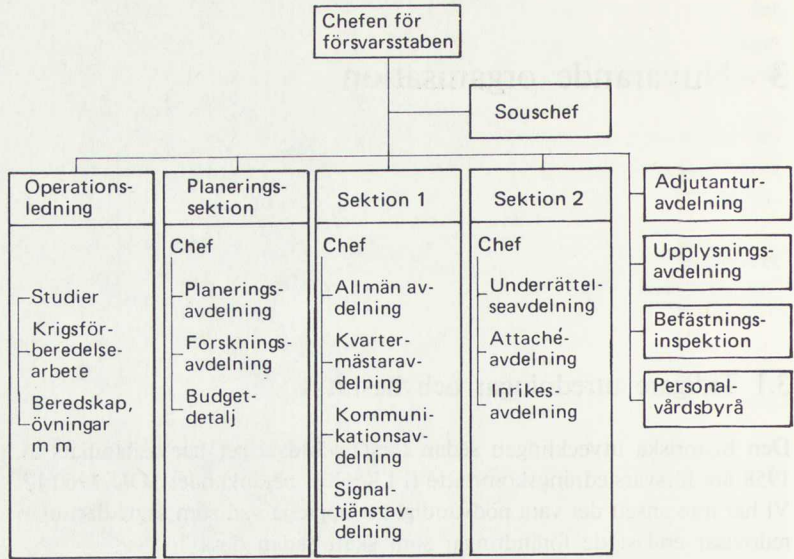 Chefen för
försvarsstaben
Souschef
Operations-
ledning
Studier
Krigsför-
beredelse-
arbete
Beredskap,
övningar
m m
Planerings-
sektion
Chef
Planerings-
avdelning
Forsknings-
avdelning
Budget-
detalj
Sektion 1
Chef
Allmän av-
delning
Kvarter-
mästarav-
delning
Kommuni-
kationsav-
delning
Signal-
tjänstav-
delning
Sektion 2
Chef
Underrättel-
seavdelning
Attaché-
avdelning
Inrikes-
avdelning
Adjutantur-
avdelning
Upplysnings-
avdelning
Befästnings-
inspektion
Personal-
vårdsbyrå